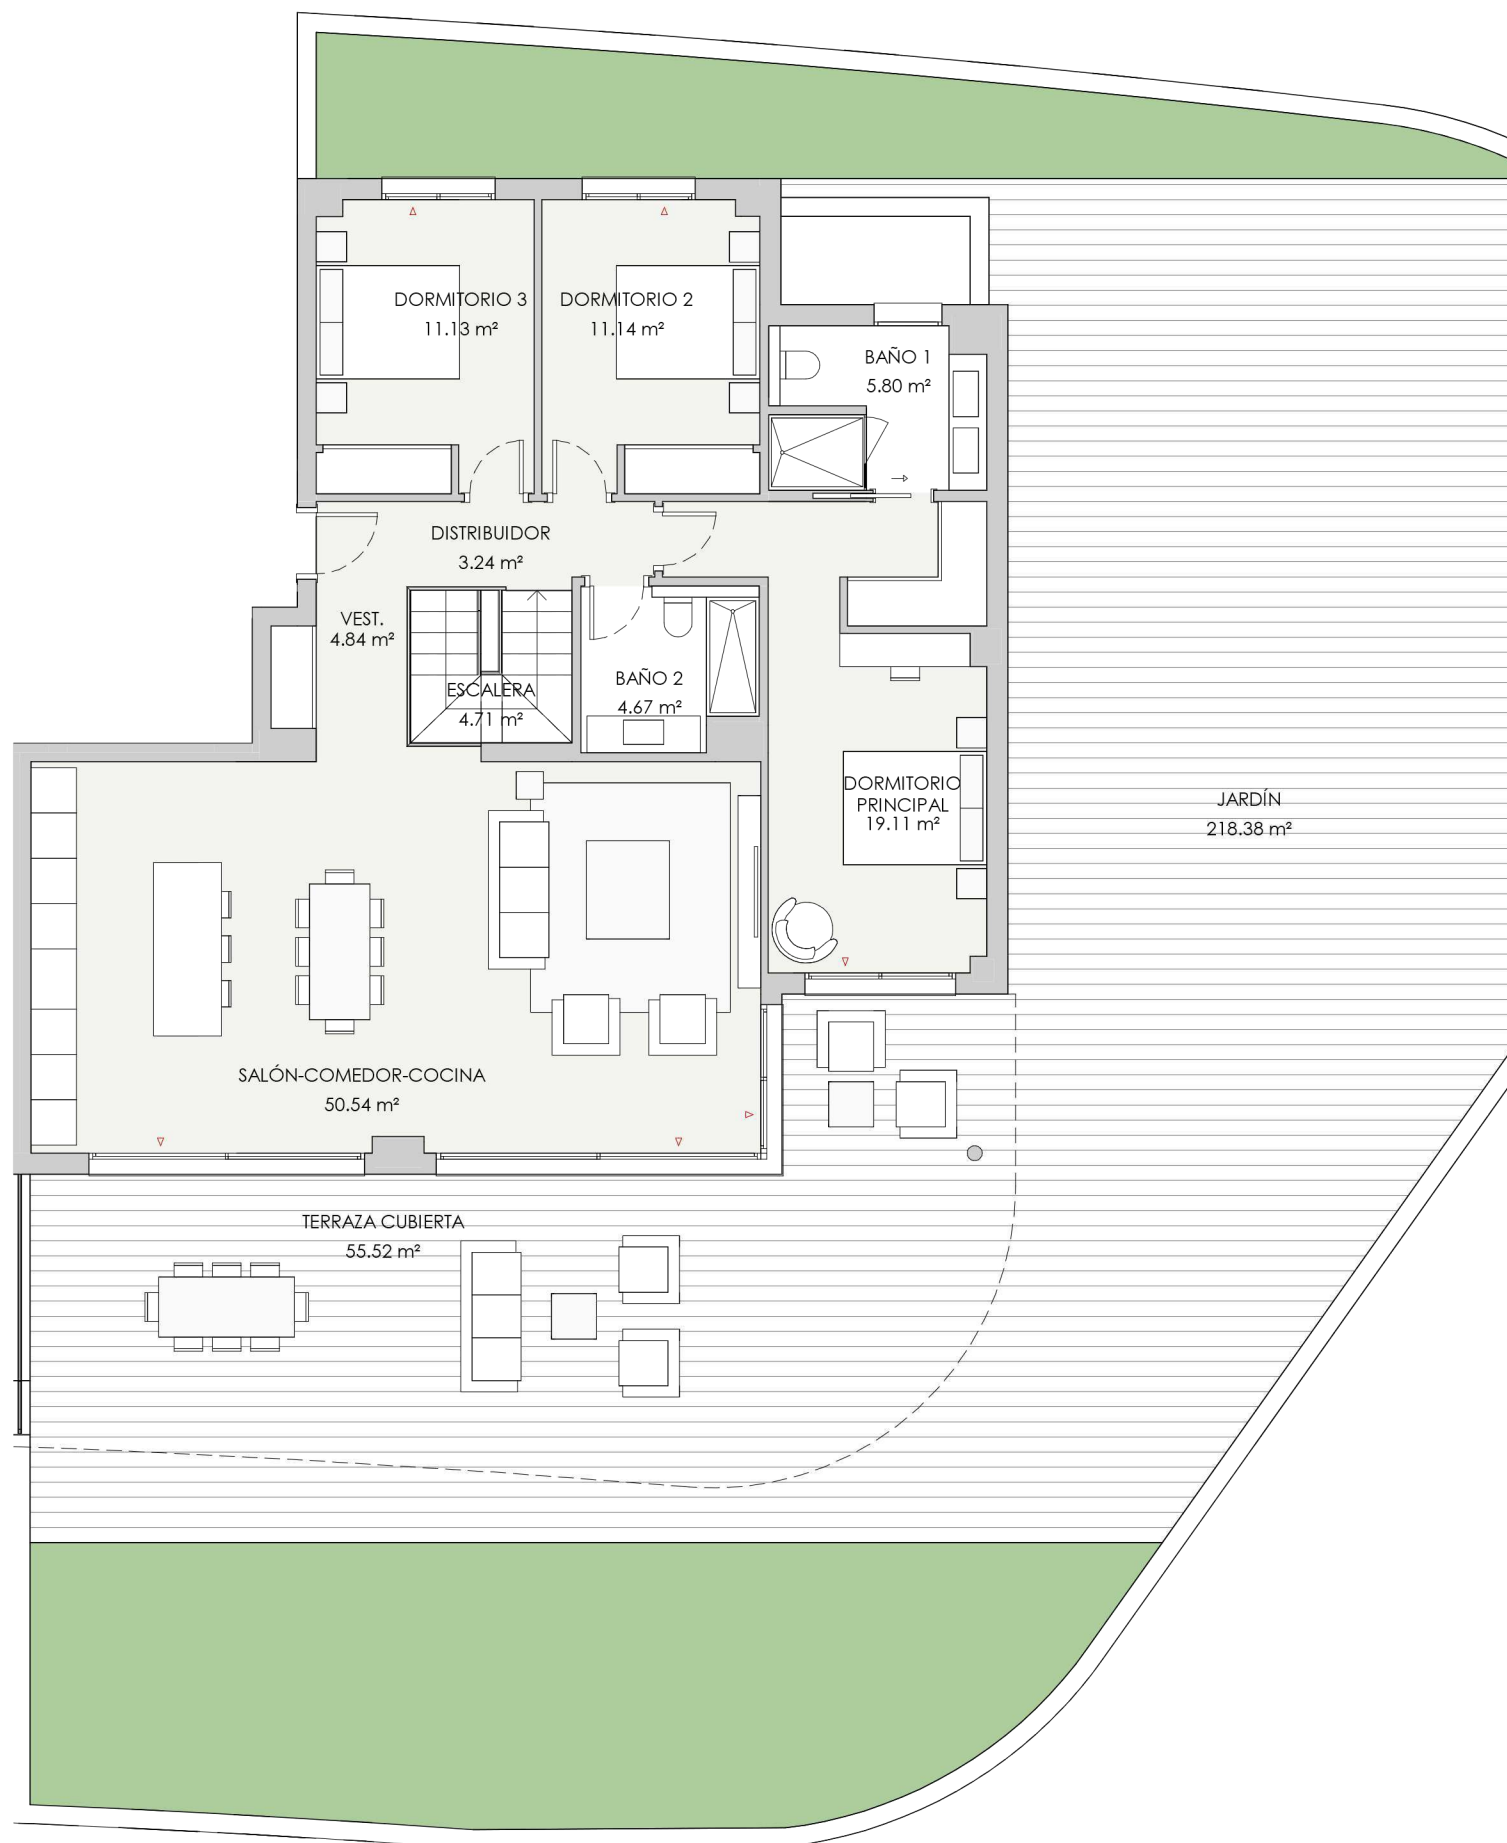 DORMITORIO 3
11.13 m²
DORMITORIO 2
11.14 m²
BAÑO 1
5.80 m²
DISTRIBUIDOR
3.24 m²
VEST.
4.84 m²
ESCALERA
4.71 m²
BAÑO 2
4.67 m²
DORMITORIO
PRINCIPAL
19.11 m²
JARDÍN
218.38 m²
SALÓN-COMEDOR-COCINA
50.54 m²
TERRAZA CUBIERTA
55.52 m²